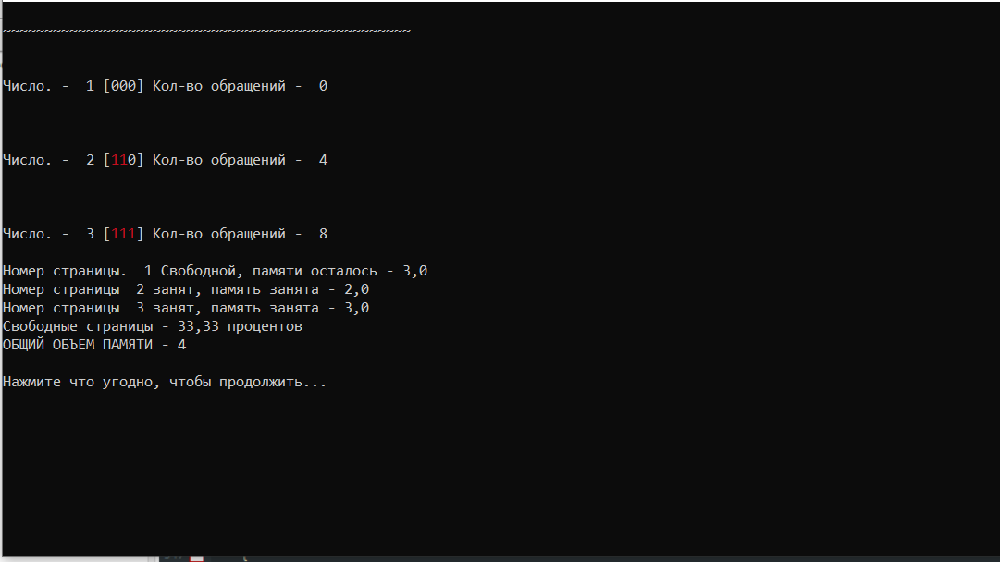 ~~~~~~~~~~~~~~~~~~~~~~~~~~~~~~~~~~~~~~~~~~~~~~~~~
Число. -  1 [000] Кол-во обращений -  0
Число. -  2 [110] Кол-во обращений -  4
Число. -  3 [111] Кол-во обращений -  8
Номер страницы.  1 Свободной, памяти осталось - 3,0
Номер страницы  2 занят, память занята - 2,0
Номер страницы  3 занят, память занята - 3,0
Свободные страницы - 33,33 процентов
ОБЩИЙ ОБЪЕМ ПАМЯТИ - 4
Нажмите что угодно, чтобы продолжить...